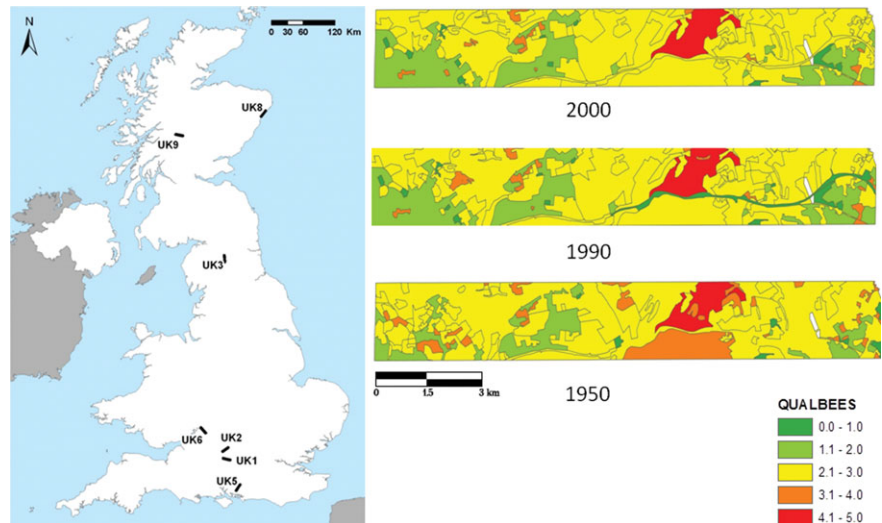 N
0 30 60 120 Km
UK8
UK9
UK3
UK6
UK2
UK1
UK5
2000
1990
1950
0 1.5 3 km
QUALBEES
0.0 - 1.0
1.1 - 2.0
2.1 - 3.0
3.1 - 4.0
4.1 - 5.0